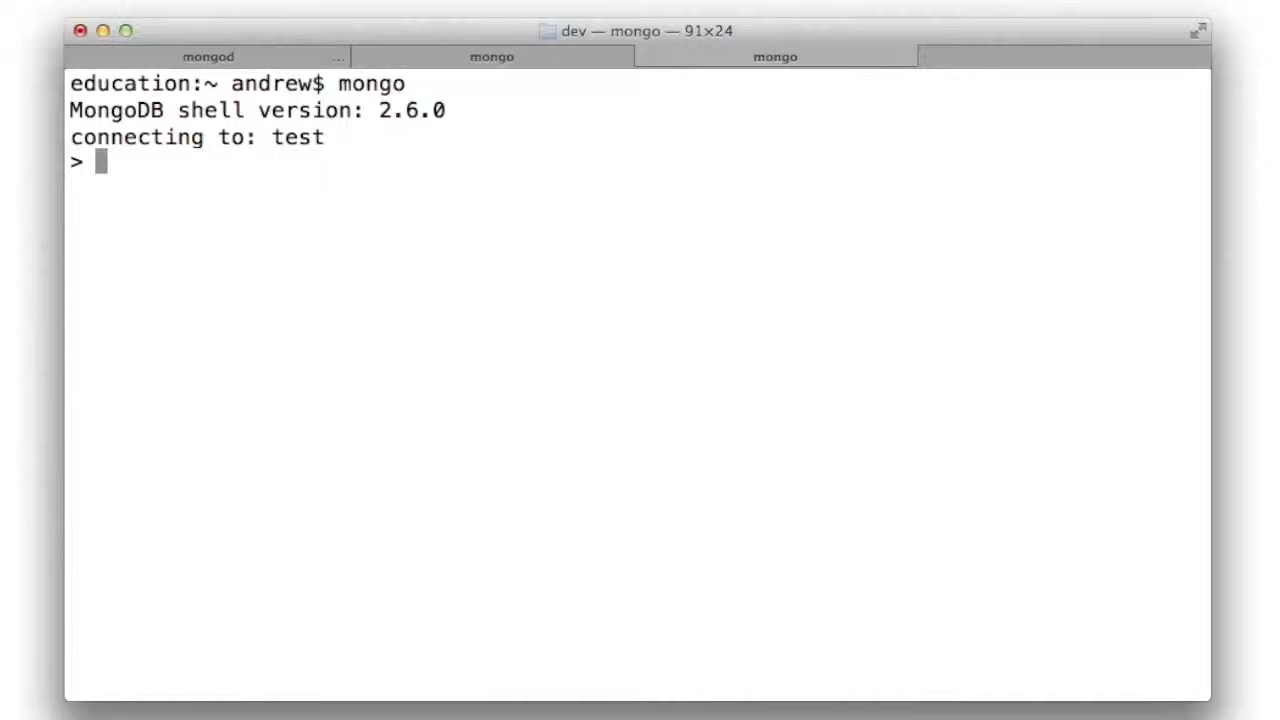 dev — mongo — 91×24
mongod ... mongo mongo
education:~ andrew$ mongo
MongoDB shell version: 2.6.0
connecting to: test
>